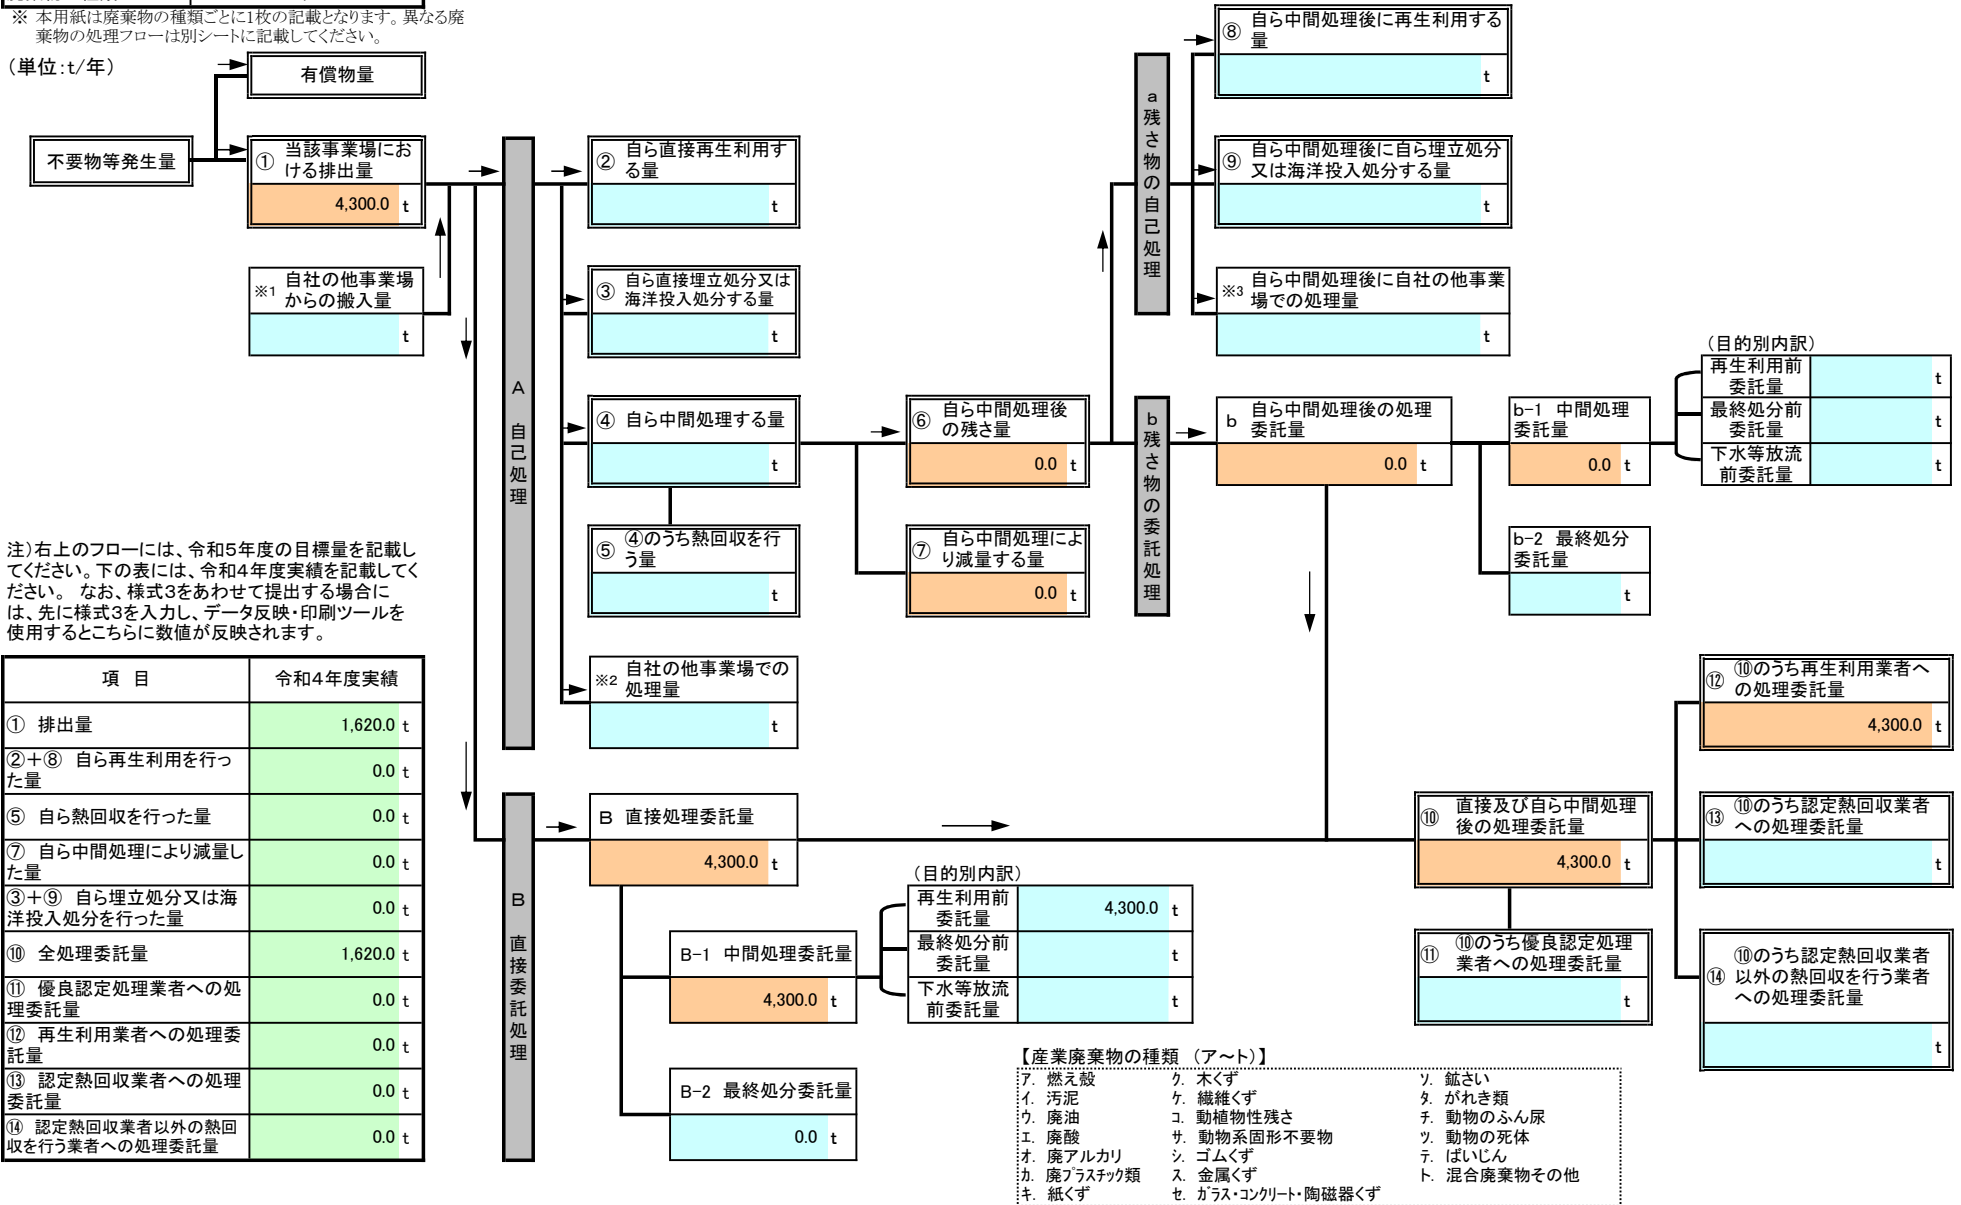 ※ 本用紙は廃棄物の種類ごとに1枚の記載となります。異なる廃
棄物の処理フローは別シートに記載してください。
(単位:t/年)
有償物量
不要物等発生量
① 当該事業場にお
ける排出量
4,300.0 t
※1 自社の他事業場
からの搬入量
t
A 自己処理
② 自ら直接再生利用す
る量
t
③ 自ら直接埋立処分又は
海洋投入処分する量
t
④ 自ら中間処理する量
t
⑤ ④のうち熱回収を行
う量
t
※2 自社の他事業場での
処理量
t
⑥ 自ら中間処理後
の残さ量
0.0 t
⑦ 自ら中間処理によ
り減量する量
0.0 t
a残さ物の自己処理
⑧ 自ら中間処理後に再生利用する
量
t
⑨ 自ら中間処理後に自ら埋立処分
又は海洋投入処分する量
t
※3 自ら中間処理後に自社の他事業
場での処理量
t
b残さ物の委託処理
b 自ら中間処理後の処理
委託量
0.0 t
b-1 中間処理
委託量
0.0 t
(目的別内訳)
再生利用前
委託量 t
最終処分前
委託量 t
下水等放流
前委託量 t
b-2 最終処分
委託量
t
注)右上のフローには、令和5年度の目標量を記載し
てください。下の表には、令和4年度実績を記載してく
ださい。 なお、様式3をあわせて提出する場合に
は、先に様式3を入力し、データ反映・印刷ツールを
使用するとこちらに数値が反映されます。
項 目 令和4年度実績
① 排出量 1,620.0 t
②+⑧ 自ら再生利用を行っ
た量 0.0 t
⑤ 自ら熱回収を行った量 0.0 t
⑦ 自ら中間処理により減量し
た量 0.0 t
③+⑨ 自ら埋立処分又は海
洋投入処分を行った量 0.0 t
⑩ 全処理委託量 1,620.0 t
⑪ 優良認定処理業者への処
理委託量 0.0 t
⑫ 再生利用業者への処理委
託量 0.0 t
⑬ 認定熱回収業者への処理
委託量 0.0 t
⑭ 認定熱回収業者以外の熱回
収を行う業者への処理委託量 0.0 t
B 直接委託処理
B 直接処理委託量
4,300.0 t
B-1 中間処理委託量
4,300.0 t
B-2 最終処分委託量
0.0 t
(目的別内訳)
再生利用前
委託量 4,300.0 t
最終処分前
委託量 t
下水等放流
前委託量 t
⑩ 直接及び自ら中間処理
後の処理委託量
4,300.0 t
⑪ ⑩のうち優良認定処理
業者への処理委託量
t
⑫ ⑩のうち再生利用業者へ
の処理委託量
4,300.0 t
⑬ ⑩のうち認定熱回収業者
への処理委託量
t
⑭ ⑩のうち認定熱回収業者
以外の熱回収を行う業者
への処理委託量
t
【産業廃棄物の種類 (ア~ト)】
ア. 燃え殻 ク. 木くず ソ. 鉱さい
イ. 汚泥 ケ. 繊維くず タ. がれき類
ウ. 廃油 コ. 動植物性残さ チ. 動物のふん尿
エ. 廃酸 サ. 動物系固形不要物 ツ. 動物の死体
オ. 廃アルカリ シ. ゴムくず テ. ばいじん
カ. 廃プラスチック類 ス. 金属くず ト. 混合廃棄物その他
キ. 紙くず セ. ガラス・コンクリート・陶磁器くず